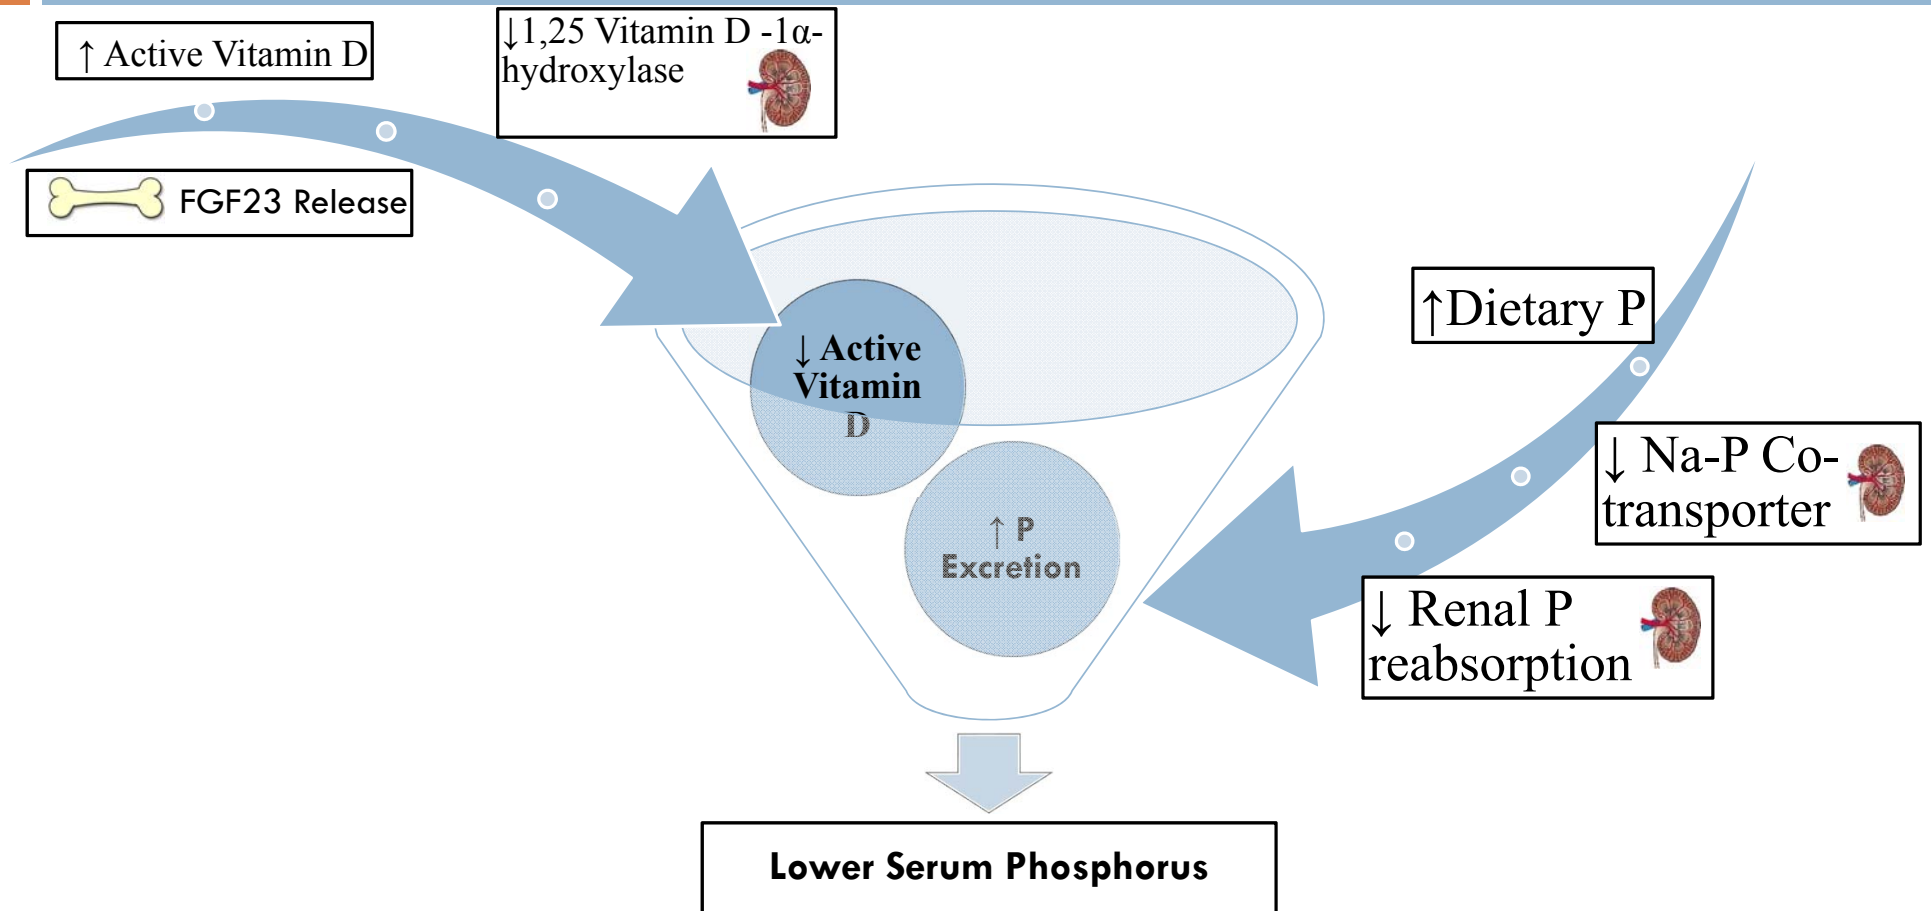 ↑ Active Vitamin D
↓1,25 Vitamin D -1α-
hydroxylase
FGF23 Release
↓ Active
Vitamin
D
↑ P
Excretion
↑Dietary P
↓ Na-P Co-
transporter
↓ Renal P
reabsorption
Lower Serum Phosphorus